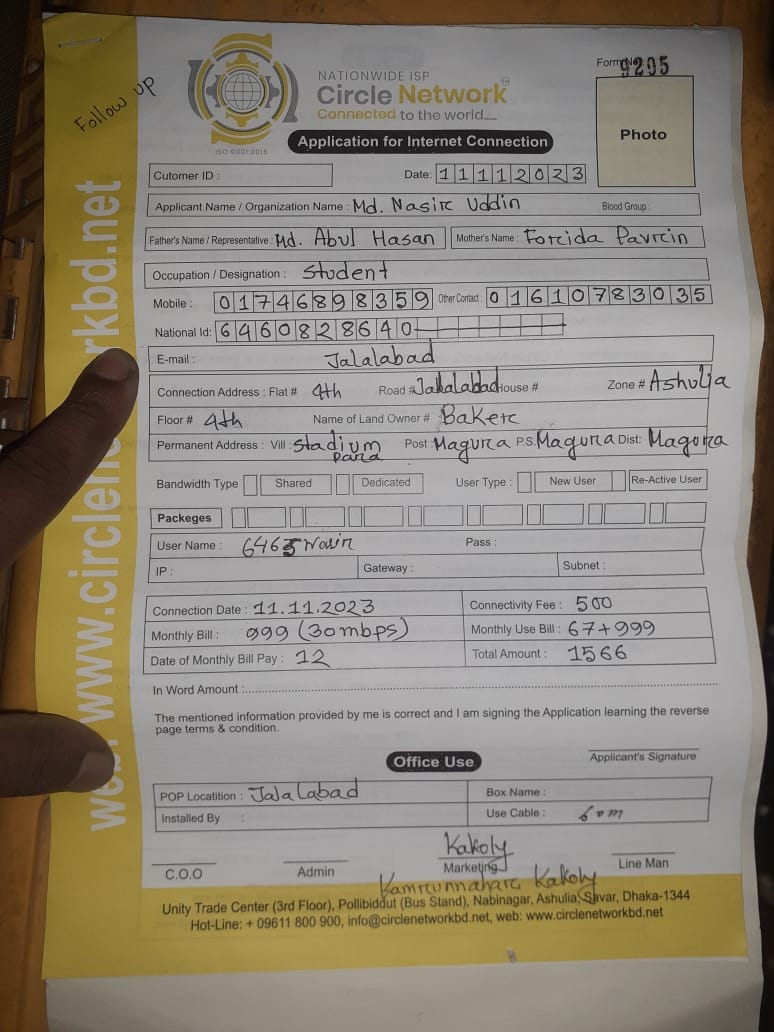 Follow up
NATIONWIDE ISP
Circle Network
Connected to the world.....
ISO 9001:2015
Form No 9205
Photo
Application for Internet Connection
Cutomer ID :
Date: 11112023
Applicant Name / Organization Name : Md. Nasir Uddin Blood Group :
Father's Name / Representative : Md. Abul Hasan Mother's Name : Forida Pavrcin
Occupation / Designation : Student
Mobile : 01746898359 Other Contact : 01610783035
National Id: 6460828640
E-mail : Jalalabad
Connection Address : Flat # 4th Road # Jalalabad House # Zone # Ashulia
Floor # 4th Name of Land Owner # Baker
Permanent Address : Vill : Stadium Para Post : Magura P.S. Magura Dist: Magura
Bandwidth Type Shared Dedicated User Type : New User Re-Active User
Packeges
User Name : 6465 Nasir Pass :
IP : Gateway : Subnet :
Connection Date : 11.11.2023 Connectivity Fee : 500
Monthly Bill : 999 (30mbps) Monthly Use Bill : 67+999
Date of Monthly Bill Pay : 12 Total Amount : 1566
In Word Amount :
The mentioned information provided by me is correct and I am signing the Application learning the reverse
page terms & condition.
Applicant's Signature
Office Use
POP Locatition : Jalalabad Box Name :
Installed By : Use Cable : 60m
Kakoly
C.O.O Admin Marketing Line Man
Kakoly
Unity Trade Center (3rd Floor), Pollibiddut (Bus Stand), Nabinagar, Ashulia, Savar, Dhaka-1344
Hot-Line: + 09611 800 900, info@circlenetworkbd.net, web: www.circlenetworkbd.net